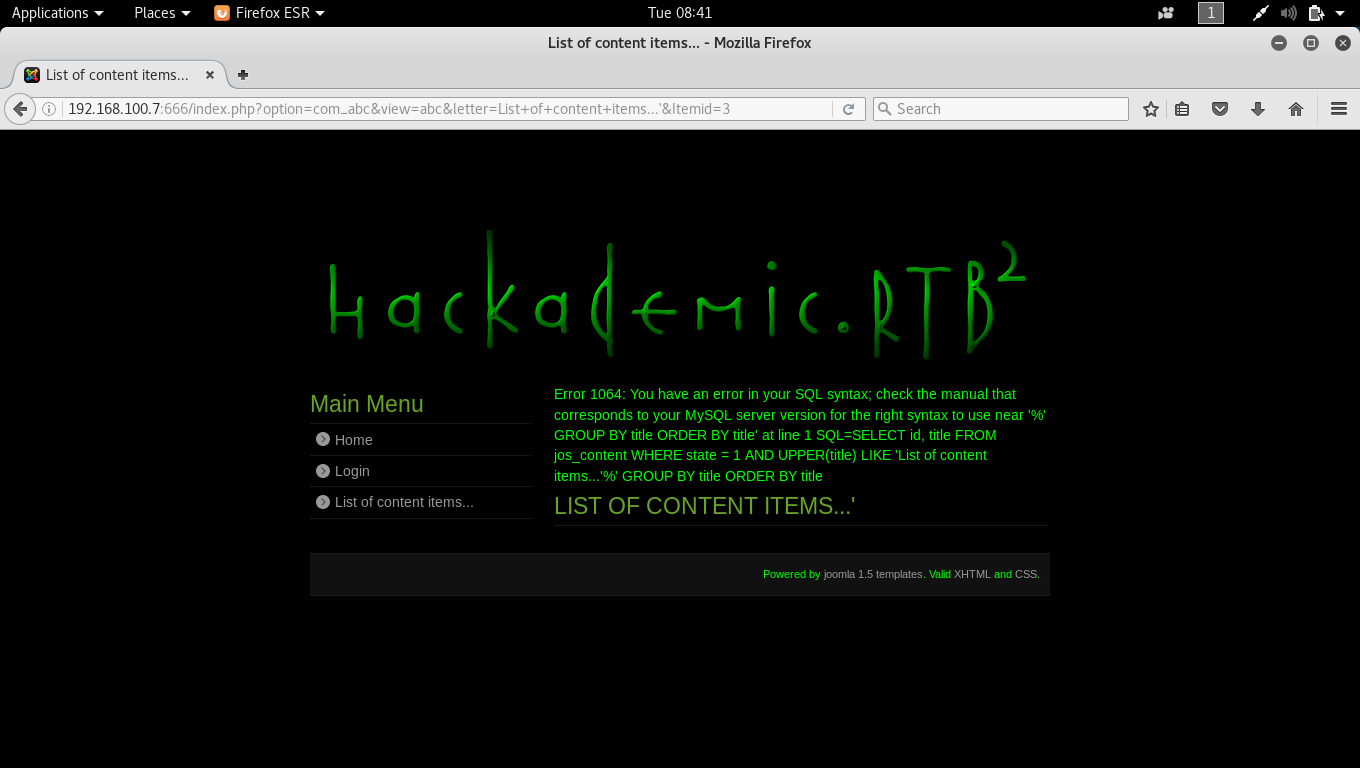 Applications Places Firefox ESR Tue 08:41 1
List of content items... - Mozilla Firefox
List of content items...
192.168.100.7:666/index.php?option=com_abc&view=abc&letter=List+of+content+items...'&Itemid=3 Search
Hackademic.RTB2
Main Menu
Home
Login
List of content items...
Error 1064: You have an error in your SQL syntax; check the manual that
corresponds to your MySQL server version for the right syntax to use near '%'
GROUP BY title ORDER BY title' at line 1 SQL=SELECT id, title FROM
jos_content WHERE state = 1 AND UPPER(title) LIKE 'List of content
items...'%' GROUP BY title ORDER BY title
LIST OF CONTENT ITEMS...'
Powered by joomla 1.5 templates. Valid XHTML and CSS.